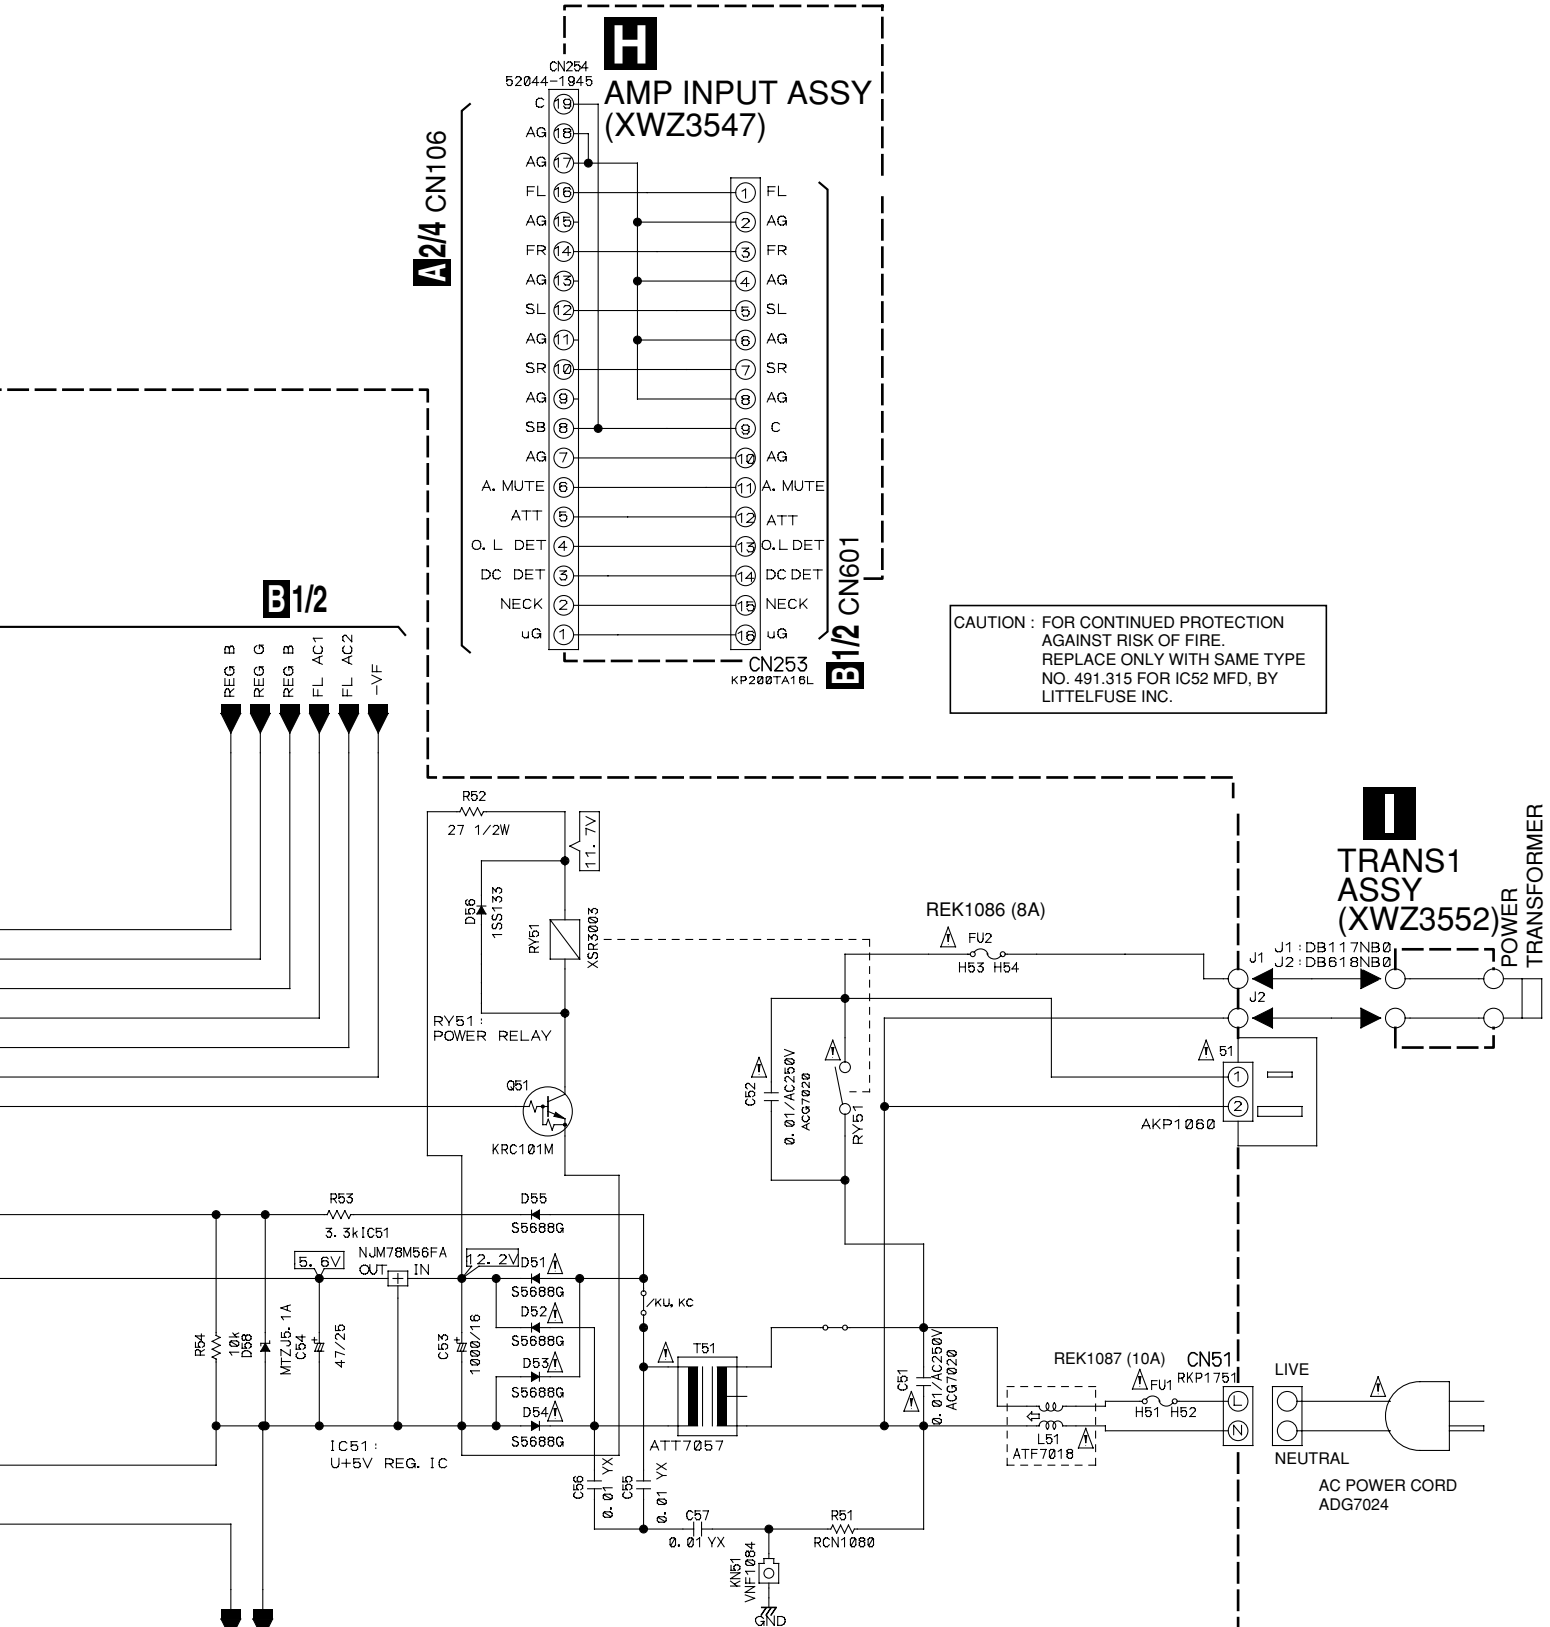 H
CN254
52044-1945
AMP INPUT ASSY
(XWZ3547)
A 2/4 CN106
C 19
AG 18
AG 17
FL 16
AG 15
FR 14
AG 13
SL 12
AG 11
SR 10
AG 9
SB 8
AG 7
A. MUTE 6
ATT 5
O. L DET 4
DC DET 3
NECK 2
uG 1
1 FL
2 AG
3 FR
4 AG
5 SL
6 AG
7 SR
8 AG
9 C
10 AG
11 A. MUTE
12 ATT
13 O. L DET
14 DC DET
15 NECK
16 uG
CN253
KP200TA16L
B 1/2 CN601
B 1/2
REG B
REG G
REG B
FL AC1
FL AC2
-VF
CAUTION : FOR CONTINUED PROTECTION
AGAINST RISK OF FIRE.
REPLACE ONLY WITH SAME TYPE
NO. 491.315 FOR IC52 MFD, BY
LITTELFUSE INC.
I
TRANS1
ASSY
(XWZ3552)
POWER
TRANSFORMER
J1 : DB117NB0
J2 : DB618NB0
J1
J2
R52
27 1/2W
11. 7V
D56
1SS133
RY51
XSR3003
RY51 :
POWER RELAY
Q51
KRC101M
REK1086 (8A)
FU2
H53 H54
C52
0. 01/AC250V
ACG7020
RY51
51
1
2
AKP1060
R53
3. 3k
IC51
NJM78M56FA
OUT IN
5. 6V
12. 2V
D55
S5688G
D51
S5688G
D52
S5688G
D53
S5688G
D54
S5688G
R54
10k
D58
MTZJ5. 1A
C54
47/25
C53
1000/16
IC51 :
U+5V REG. IC
/KU. KC
T51
ATT7057
C51
0. 01/AC250V
ACG7020
REK1087 (10A)
CN51
RKP1751
FU1
H51 H52
L
N
L51
ATF7018
LIVE
NEUTRAL
AC POWER CORD
ADG7024
C56
0. 01 YX
C55
0. 01 YX
C57
0. 01 YX
R51
RCN1080
KN51
VNF1084
GND